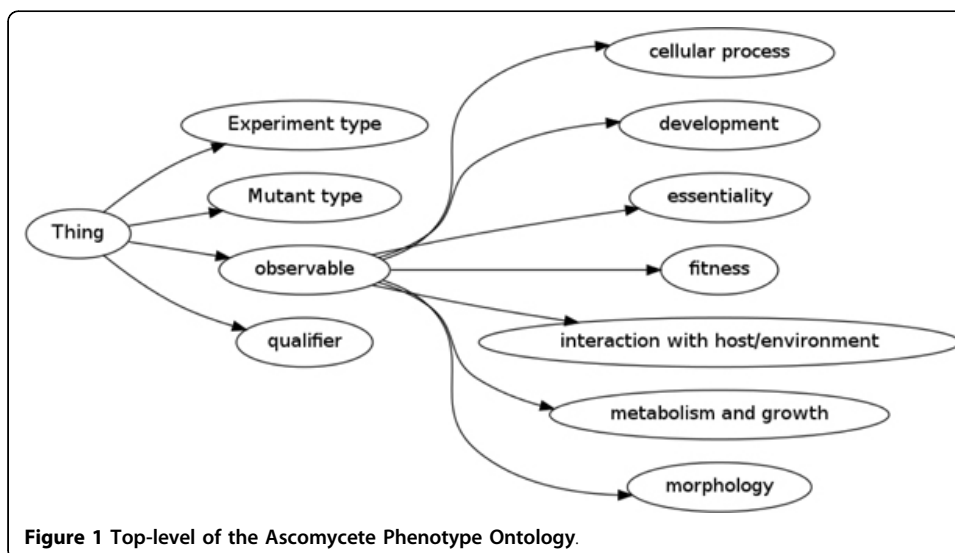 cellular process
Experiment type
development
Mutant type
essentiality
Thing
observable
fitness
qualifier
interaction with host/environment
metabolism and growth
morphology
Figure 1 Top-level of the Ascomycete Phenotype Ontology.